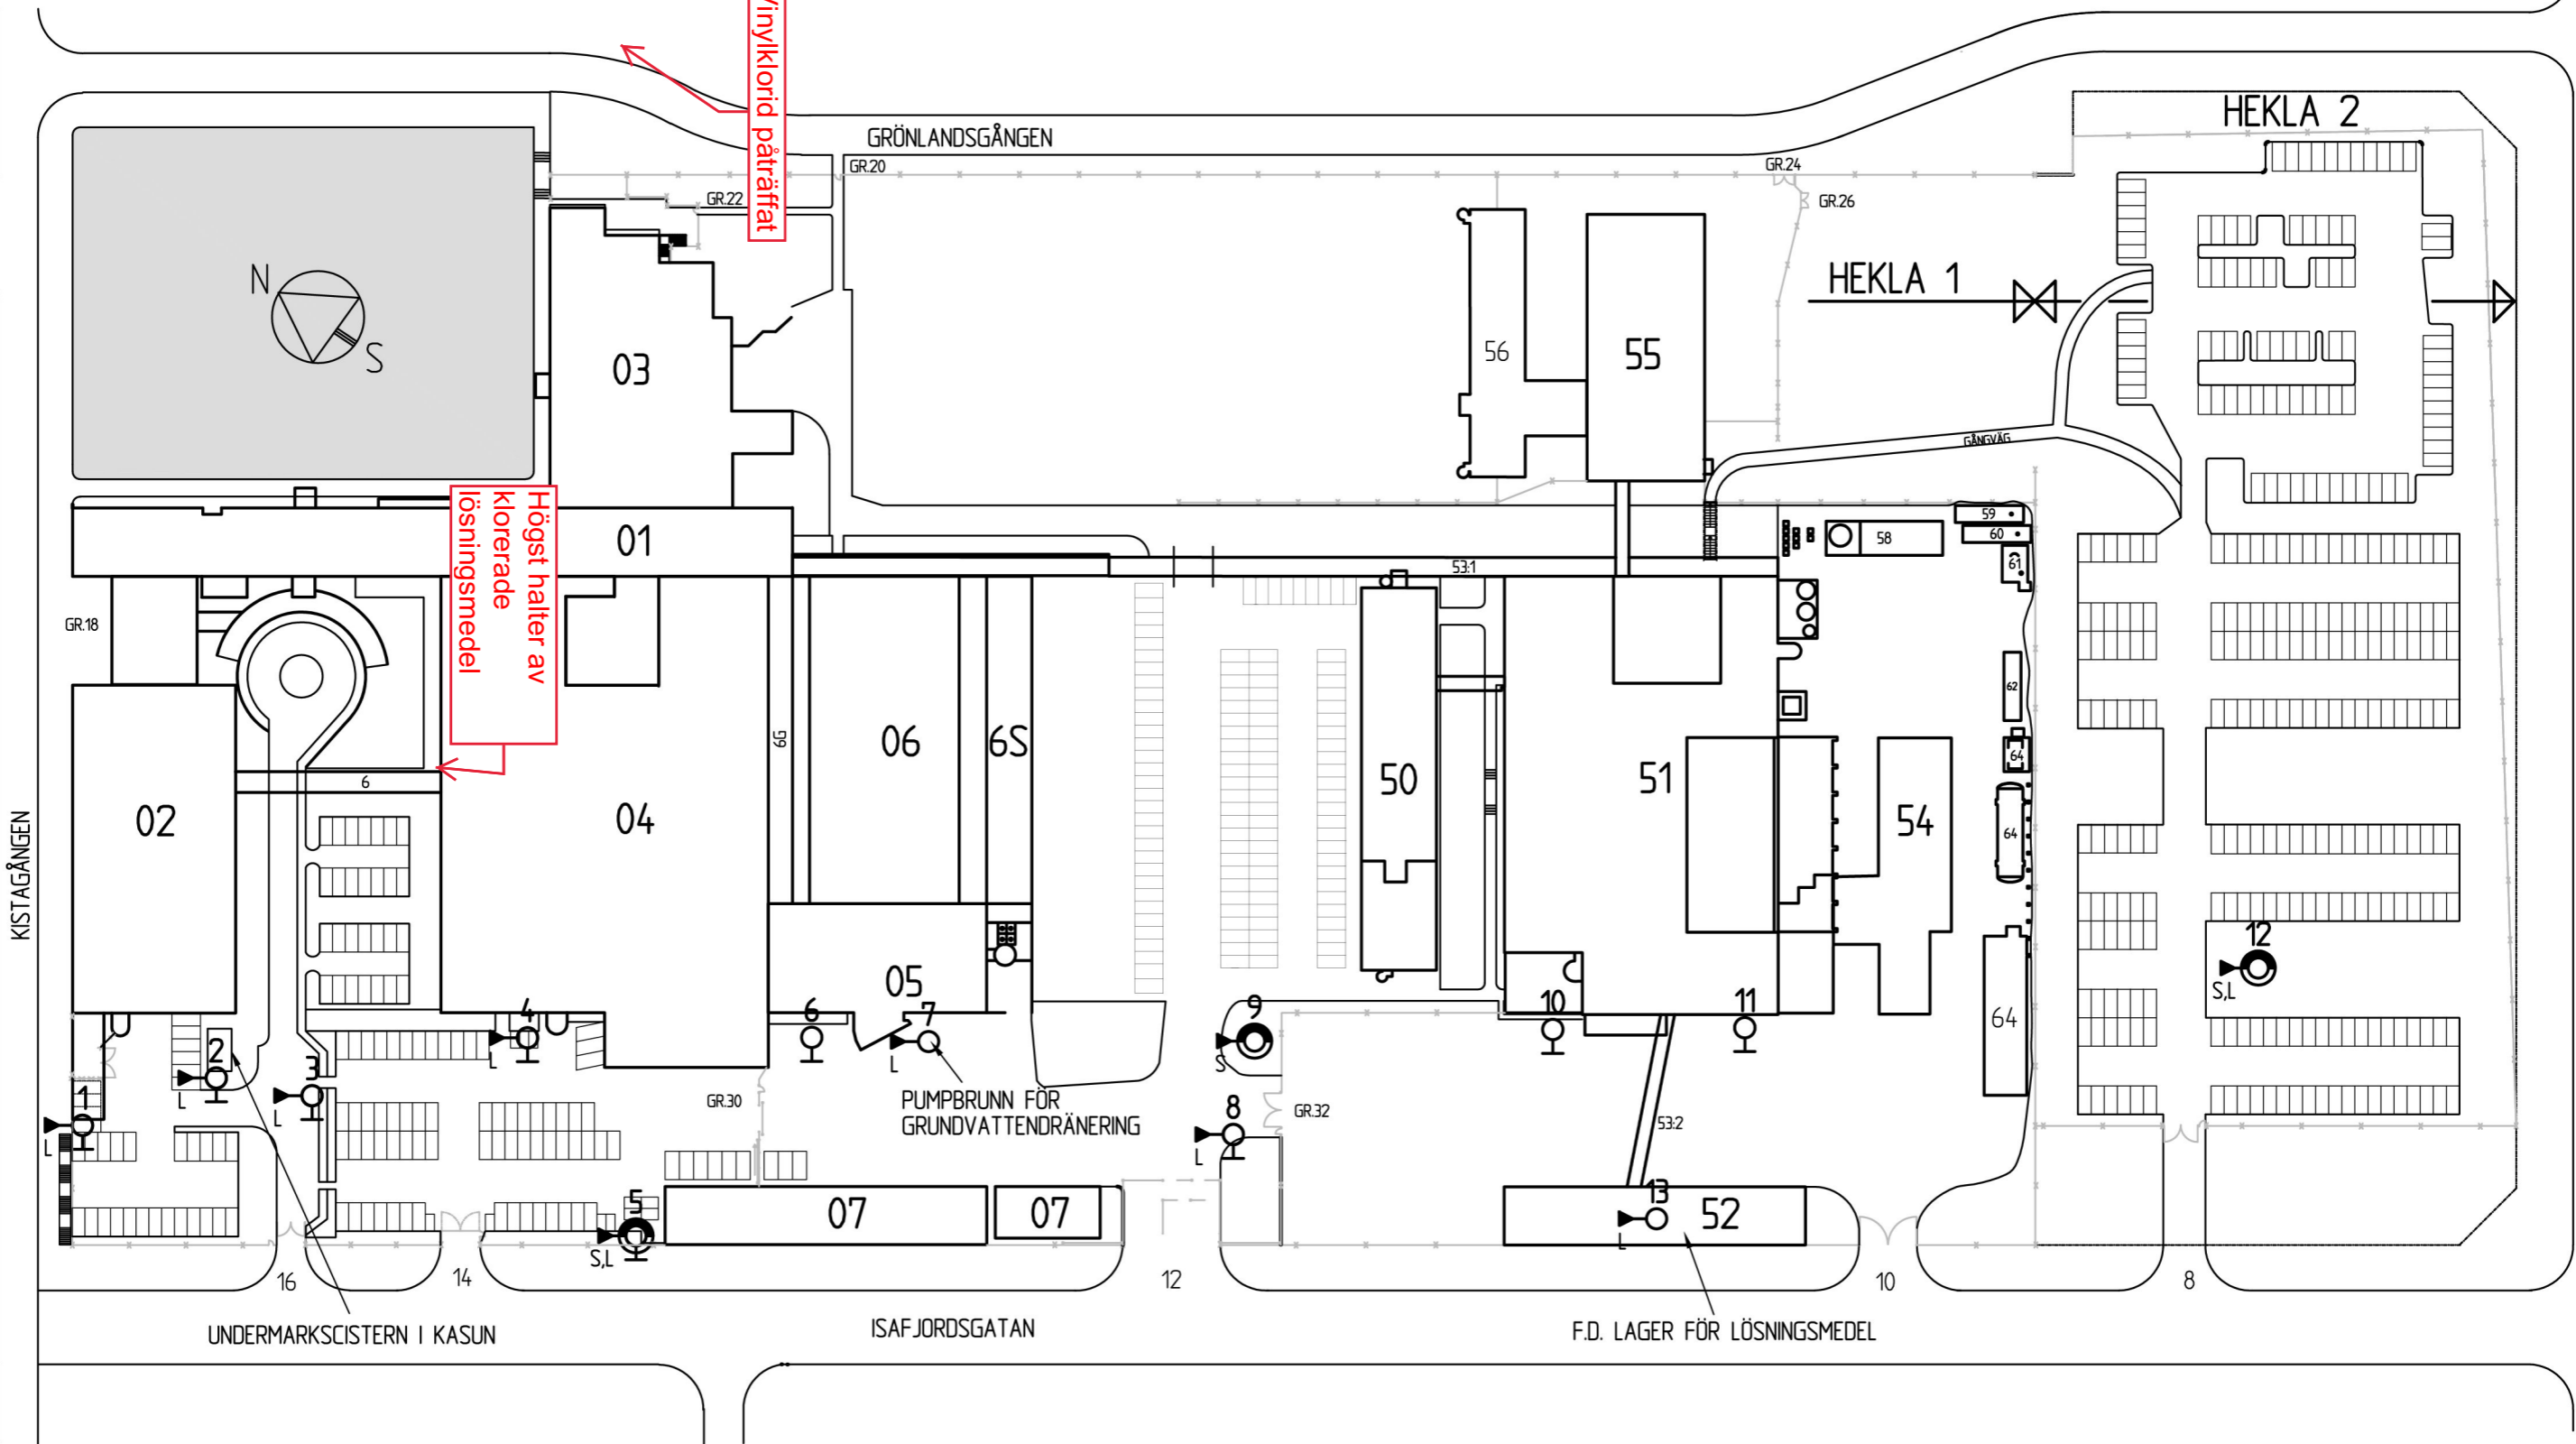 Vinylklorid påträffat
HEKLA 2
GRÖNLANDSGÅNGEN
GR.20
GR.24
GR.22
GR.26
N
S
HEKLA 1
03
56
55
GÅNGVÄG
Högst halter av
klorerade
lösningsmedel
01
59
60
58
53:1
61
GR.18
62
6G
06
6S
64
50
51
6
02
04
54
64
KISTAGÅNGEN
12
S,L
05
4
6
7
9
10
11
64
L
L
S
2
3
L
L
1
L
PUMPBRUNN FÖR
GRUNDVATTENDRÄNERING
GR.30
8
L
GR.32
53:2
5
S,L
07
07
13
L
52
16
14
12
10
8
UNDERMARKSCISTERN I KASUN
ISAFJORDSGATAN
F.D. LAGER FÖR LÖSNINGSMEDEL